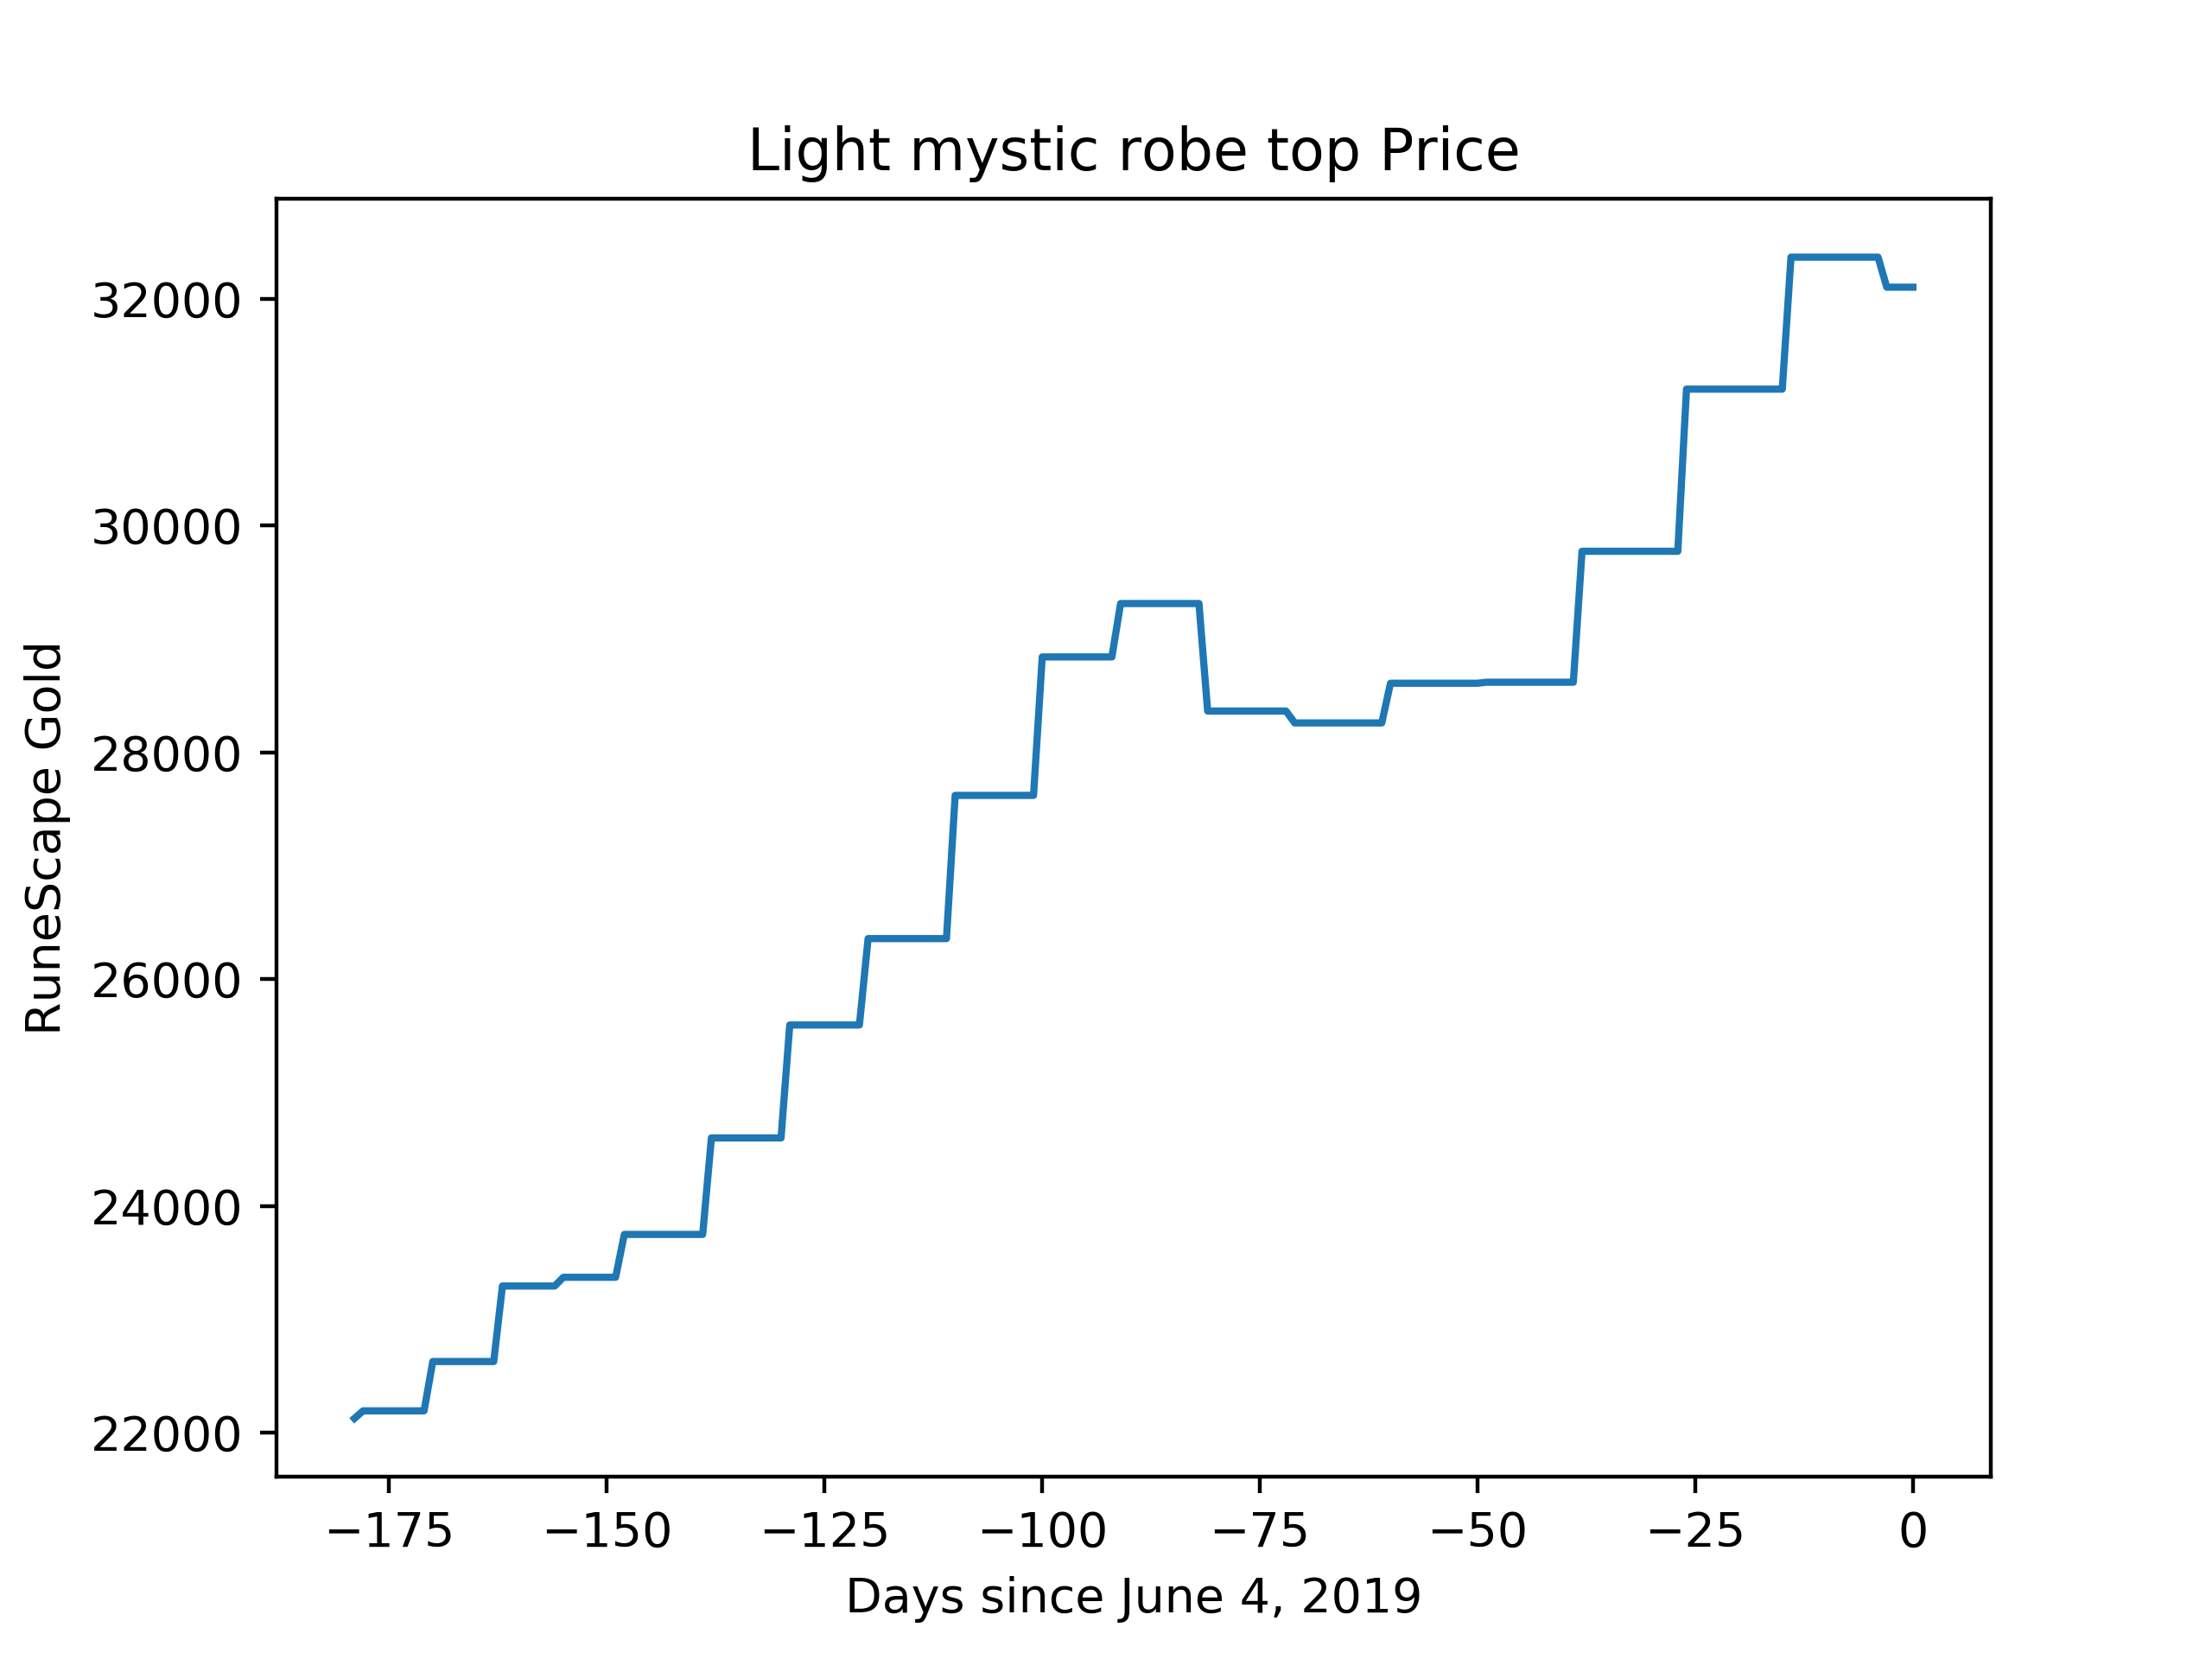 Light mystic robe top Price
RuneScape Gold
32000
30000
28000
26000
24000
22000
−175 −150 −125 −100 −75 −50 −25 0
Days since June 4, 2019